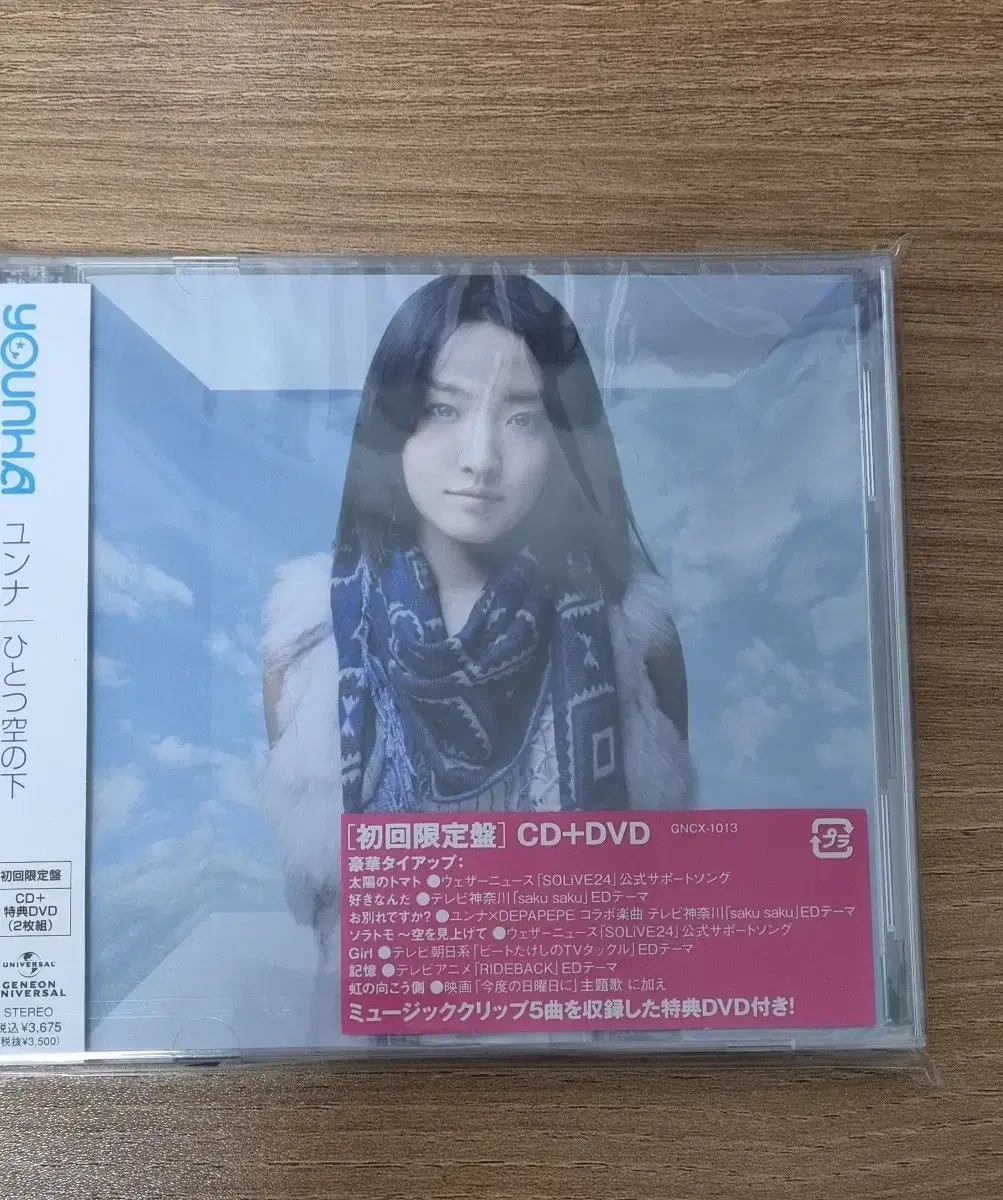 younha
ユンナ｜ひとつ空の下
初回限定盤
CD+
特典DVD
(2枚組)
UNIVERSAL
GENEON
NIVERSAL
STEREO
税込¥3,675
税抜¥3,500)
[初回限定盤] CD+DVD GNCX-1013
プラ
豪華タイアップ:
太陽のトマト ●ウェザーニュース「SOLiVE24」公式サポートソング
好きなんだ ●テレビ神奈川「saku saku」EDテーマ
お別れですか? ●ユンナ×DEPAPEPE コラボ楽曲 テレビ神奈川「saku saku」EDテーマ
ソラトモ ～空を見上げて ●ウェザーニュース「SOLiVE24」公式サポートソング
Girl ●テレビ朝日系「ビートたけしのTVタックル」EDテーマ
記憶 ●テレビアニメ「RIDEBACK」EDテーマ
虹の向こう側 ●映画「今度の日曜日に」主題歌 に加え
ミュージッククリップ5曲を収録した特典DVD付き!